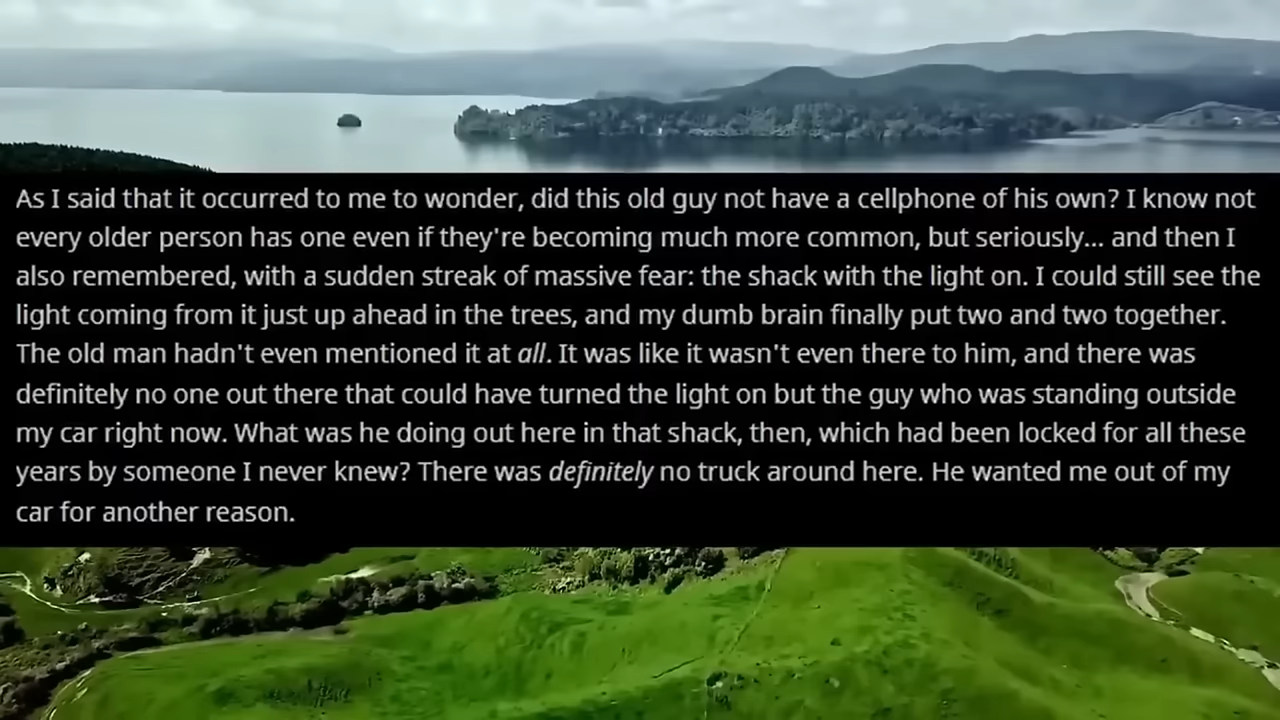 As I said that it occurred to me to wonder, did this old guy not have a cellphone of his own? I know not
every older person has one even if they're becoming much more common, but seriously... and then I
also remembered, with a sudden streak of massive fear: the shack with the light on. I could still see the
light coming from it just up ahead in the trees, and my dumb brain finally put two and two together.
The old man hadn't even mentioned it at all. It was like it wasn't even there to him, and there was
definitely no one out there that could have turned the light on but the guy who was standing outside
my car right now. What was he doing out here in that shack, then, which had been locked for all these
years by someone I never knew? There was definitely no truck around here. He wanted me out of my
car for another reason.